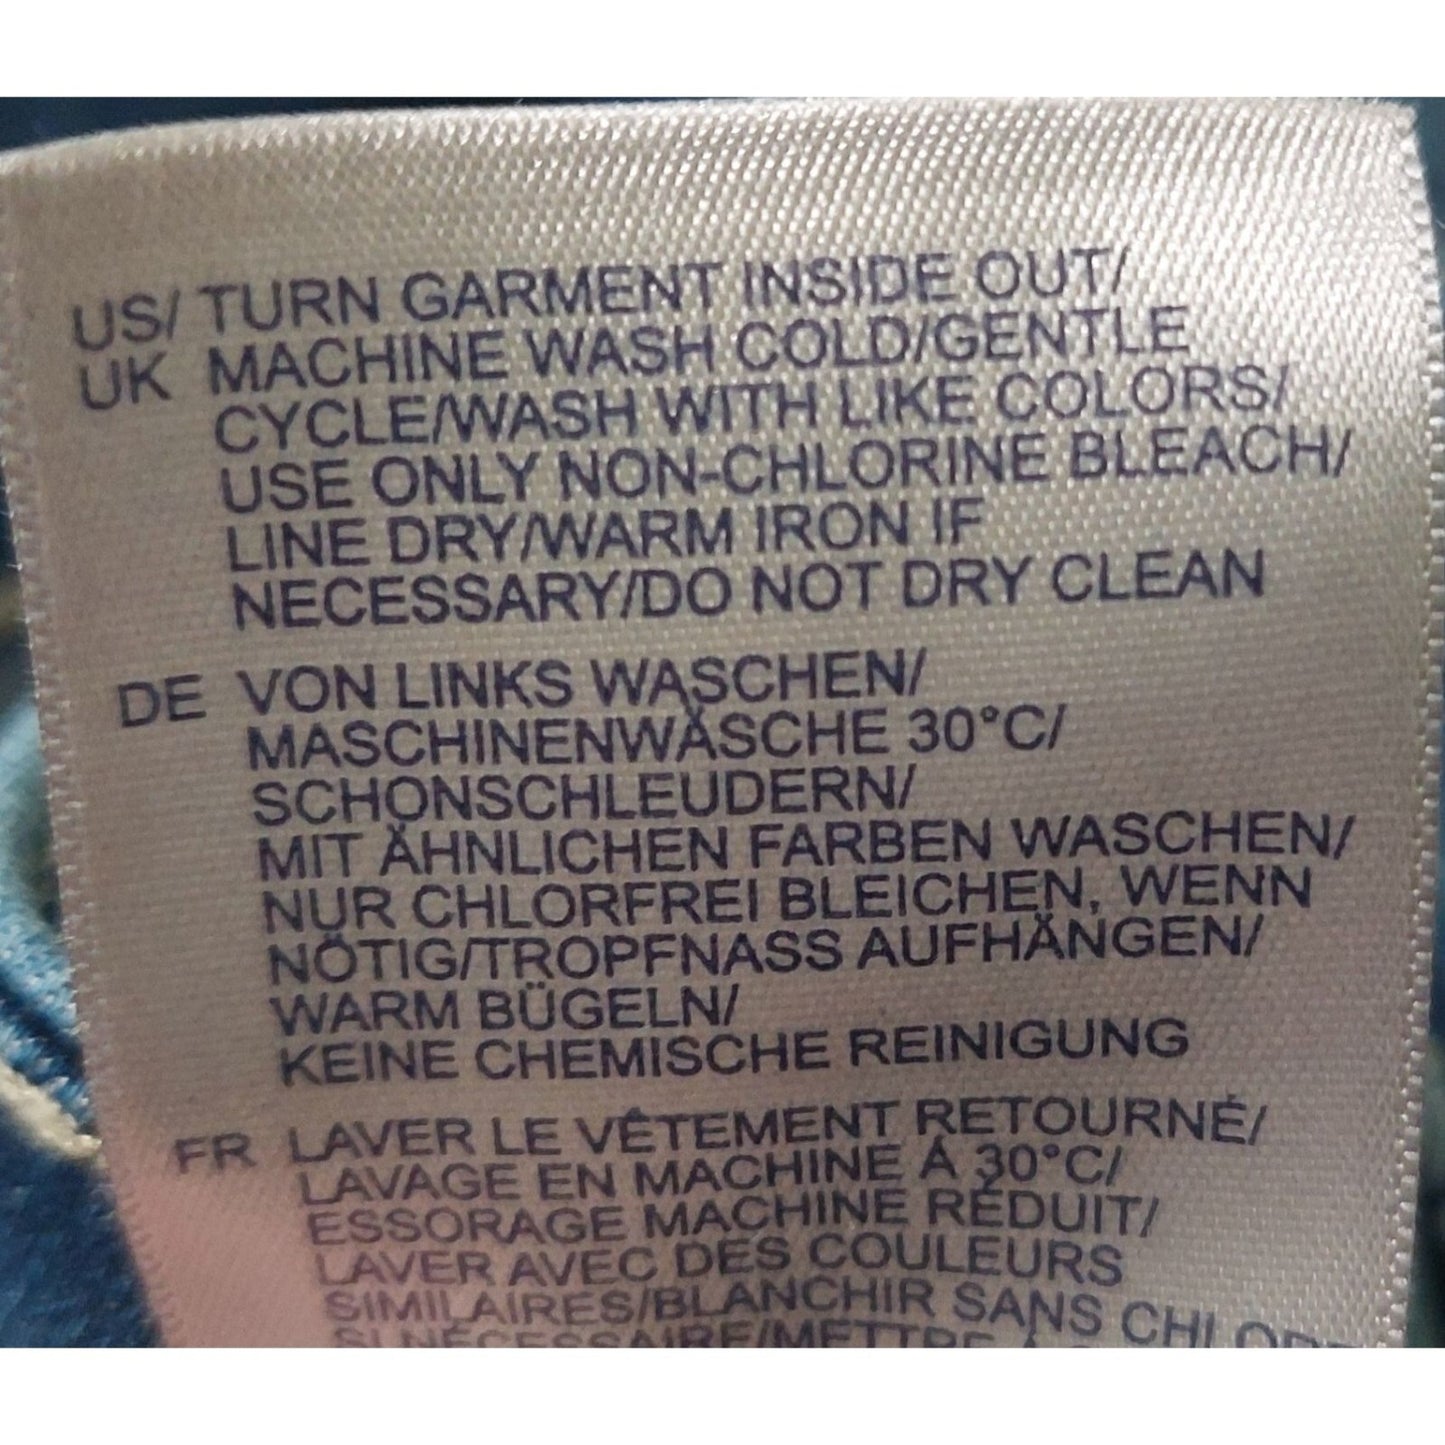 US/ TURN GARMENT INSIDE OUT/
UK MACHINE WASH COLD/GENTLE
CYCLE/WASH WITH LIKE COLORS/
USE ONLY NON-CHLORINE BLEACH/
LINE DRY/WARM IRON IF
NECESSARY/DO NOT DRY CLEAN
DE VON LINKS WASCHEN/
MASCHINENWÄSCHE 30°C/
SCHONSCHLEUDERN/
MIT ÄHNLICHEN FARBEN WASCHEN/
NUR CHLORFREI BLEICHEN, WENN
NÖTIG/TROPFNASS AUFHÄNGEN/
WARM BÜGELN/
KEINE CHEMISCHE REINIGUNG
FR LAVER LE VÊTEMENT RETOURNÉ/
LAVAGE EN MACHINE À 30°C/
ESSORAGE MACHINE RÉDUIT/
LAVER AVEC DES COULEURS
SIMILAIRES/BLANCHIR SANS
SI NÉCESSAIRE/METTRE À